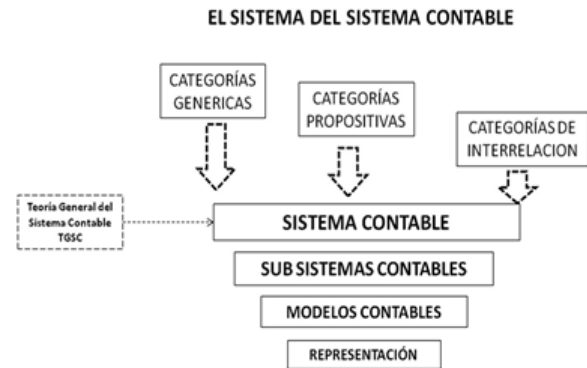 EL SISTEMA DEL SISTEMA CONTABLE
CATEGORÍAS
GENERICAS
CATEGORÍAS
PROPOSITIVAS
CATEGORÍAS DE
INTERRELACION
Teoría General del
Sistema Contable
TGSC
SISTEMA CONTABLE
SUB SISTEMAS CONTABLES
MODELOS CONTABLES
REPRESENTACIÓN